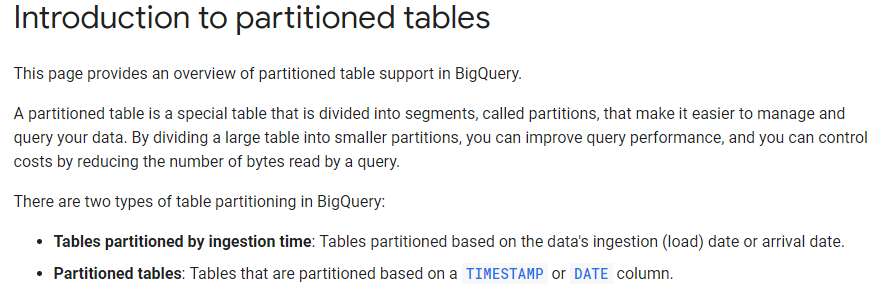 Introduction to partitioned tables
This page provides an overview of partitioned table support in BigQuery.
A partitioned table is a special table that is divided into segments, called partitions, that make it easier to manage and
query your data. By dividing a large table into smaller partitions, you can improve query performance, and you can control
costs by reducing the number of bytes read by a query.
There are two types of table partitioning in BigQuery:
• Tables partitioned by ingestion time: Tables partitioned based on the data's ingestion (load) date or arrival date.
• Partitioned tables: Tables that are partitioned based on a TIMESTAMP or DATE column.